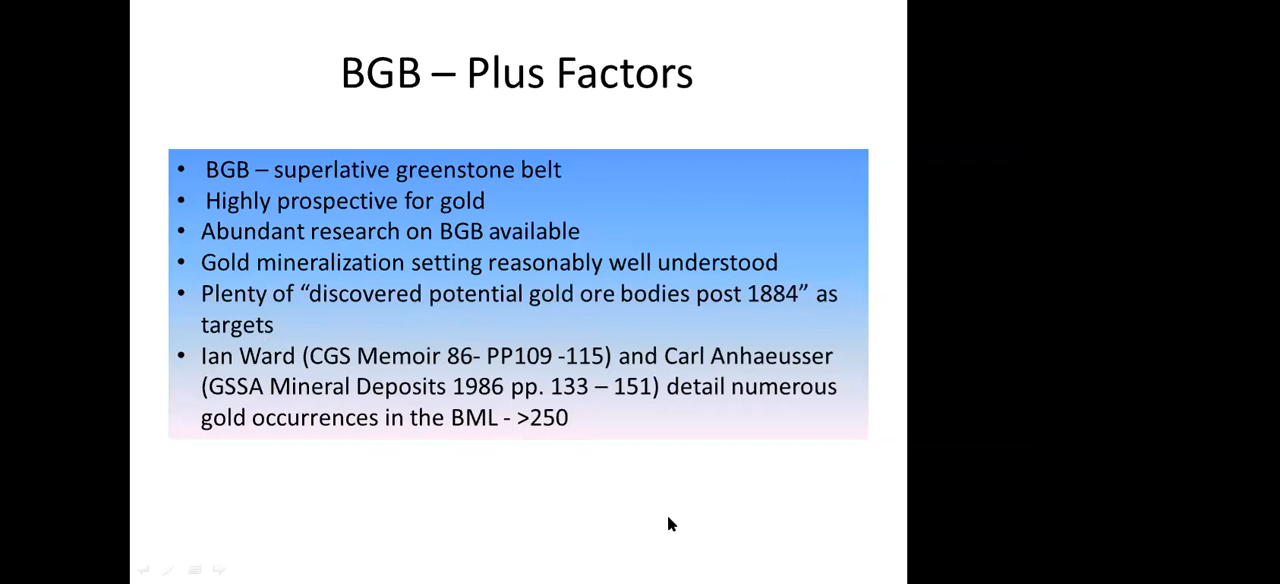 BGB – Plus Factors
• BGB – superlative greenstone belt
• Highly prospective for gold
• Abundant research on BGB available
• Gold mineralization setting reasonably well understood
• Plenty of “discovered potential gold ore bodies post 1884” as
targets
• Ian Ward (CGS Memoir 86- PP109 -115) and Carl Anhaeusser
(GSSA Mineral Deposits 1986 pp. 133 – 151) detail numerous
gold occurrences in the BML - >250